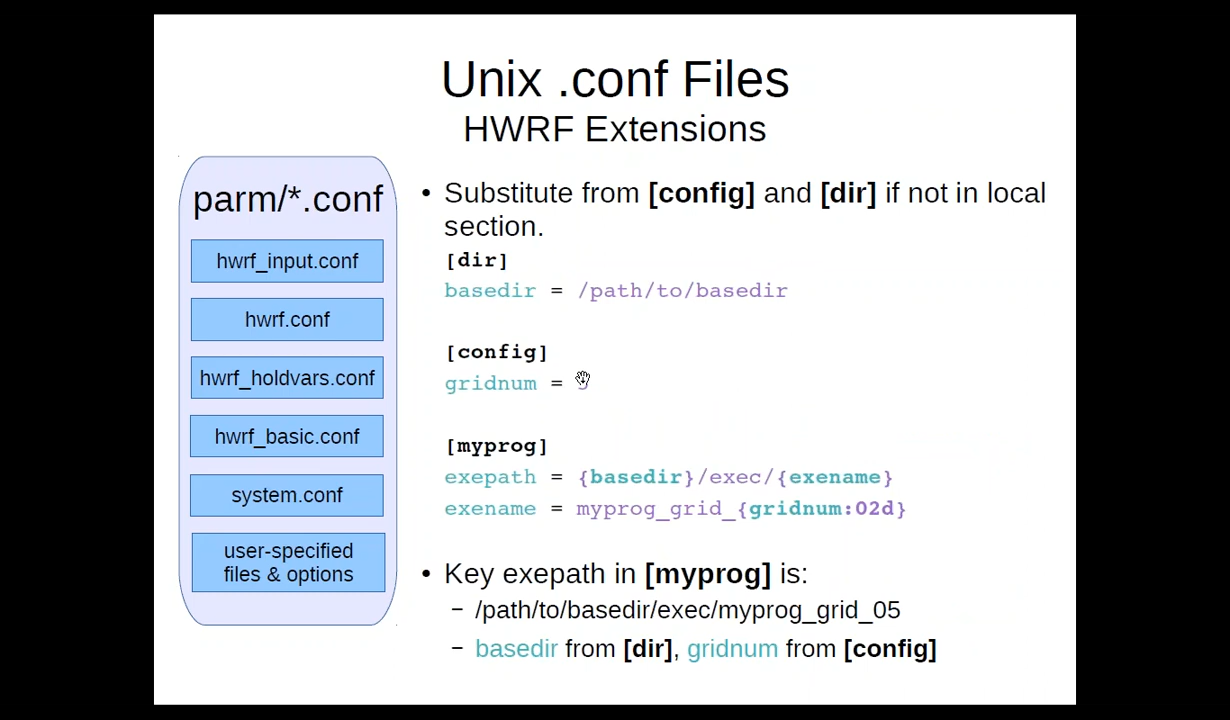 Unix .conf Files
HWRF Extensions
parm/*.conf
hwrf_input.conf
hwrf.conf
hwrf_holdvars.conf
hwrf_basic.conf
system.conf
user-specified
files & options
• Substitute from [config] and [dir] if not in local
section.
[dir]
basedir = /path/to/basedir
[config]
gridnum =
[myprog]
exepath = {basedir}/exec/{exename}
exename = myprog_grid_{gridnum:02d}
• Key exepath in [myprog] is:
– /path/to/basedir/exec/myprog_grid_05
– basedir from [dir], gridnum from [config]